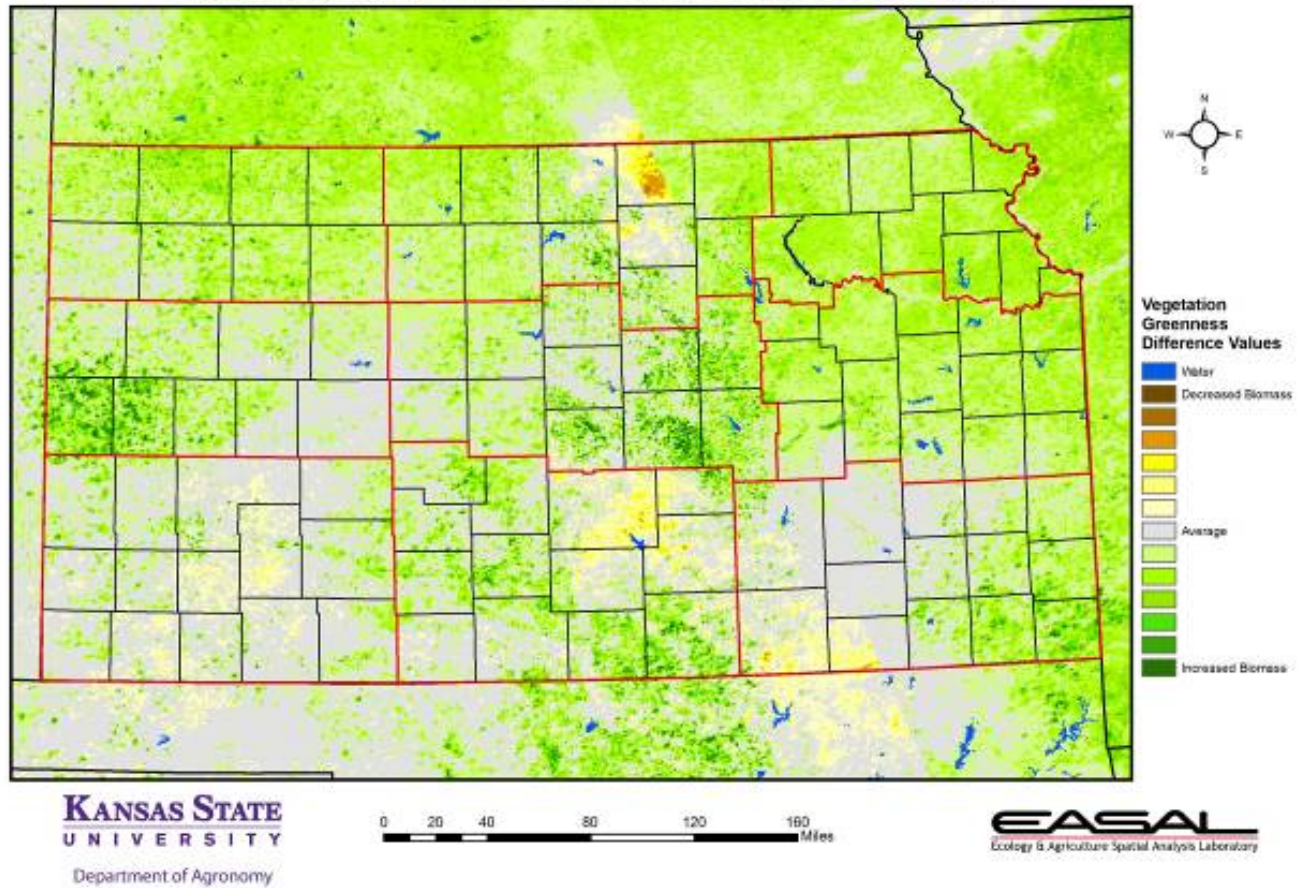 N
W E
S
Vegetation
Greenness
Difference Values
Water
Decreased Biomass
Average
Increased Biomass
KANSAS STATE
UNIVERSITY
Department of Agronomy
0 20 40 80 120 160
Miles
EASAL
Ecology & Agriculture Spatial Analysis Laboratory